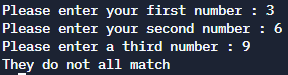 Please enter your first number : 3
Please enter your second number : 6
Please enter a third number : 9
They do not all match